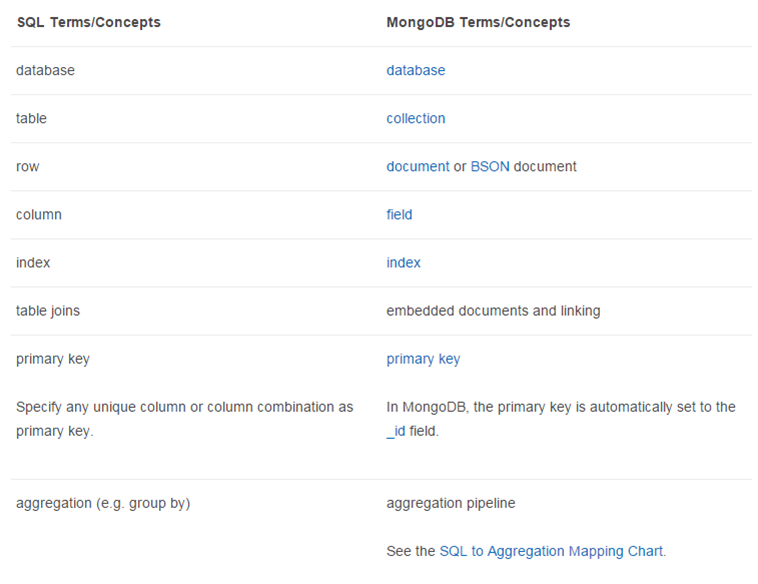 SQL Terms/Concepts MongoDB Terms/Concepts
database database
table collection
row document or BSON document
column field
index index
table joins embedded documents and linking
primary key primary key
Specify any unique column or column combination as In MongoDB, the primary key is automatically set to the
primary key. _id field.
aggregation (e.g. group by) aggregation pipeline
See the SQL to Aggregation Mapping Chart.